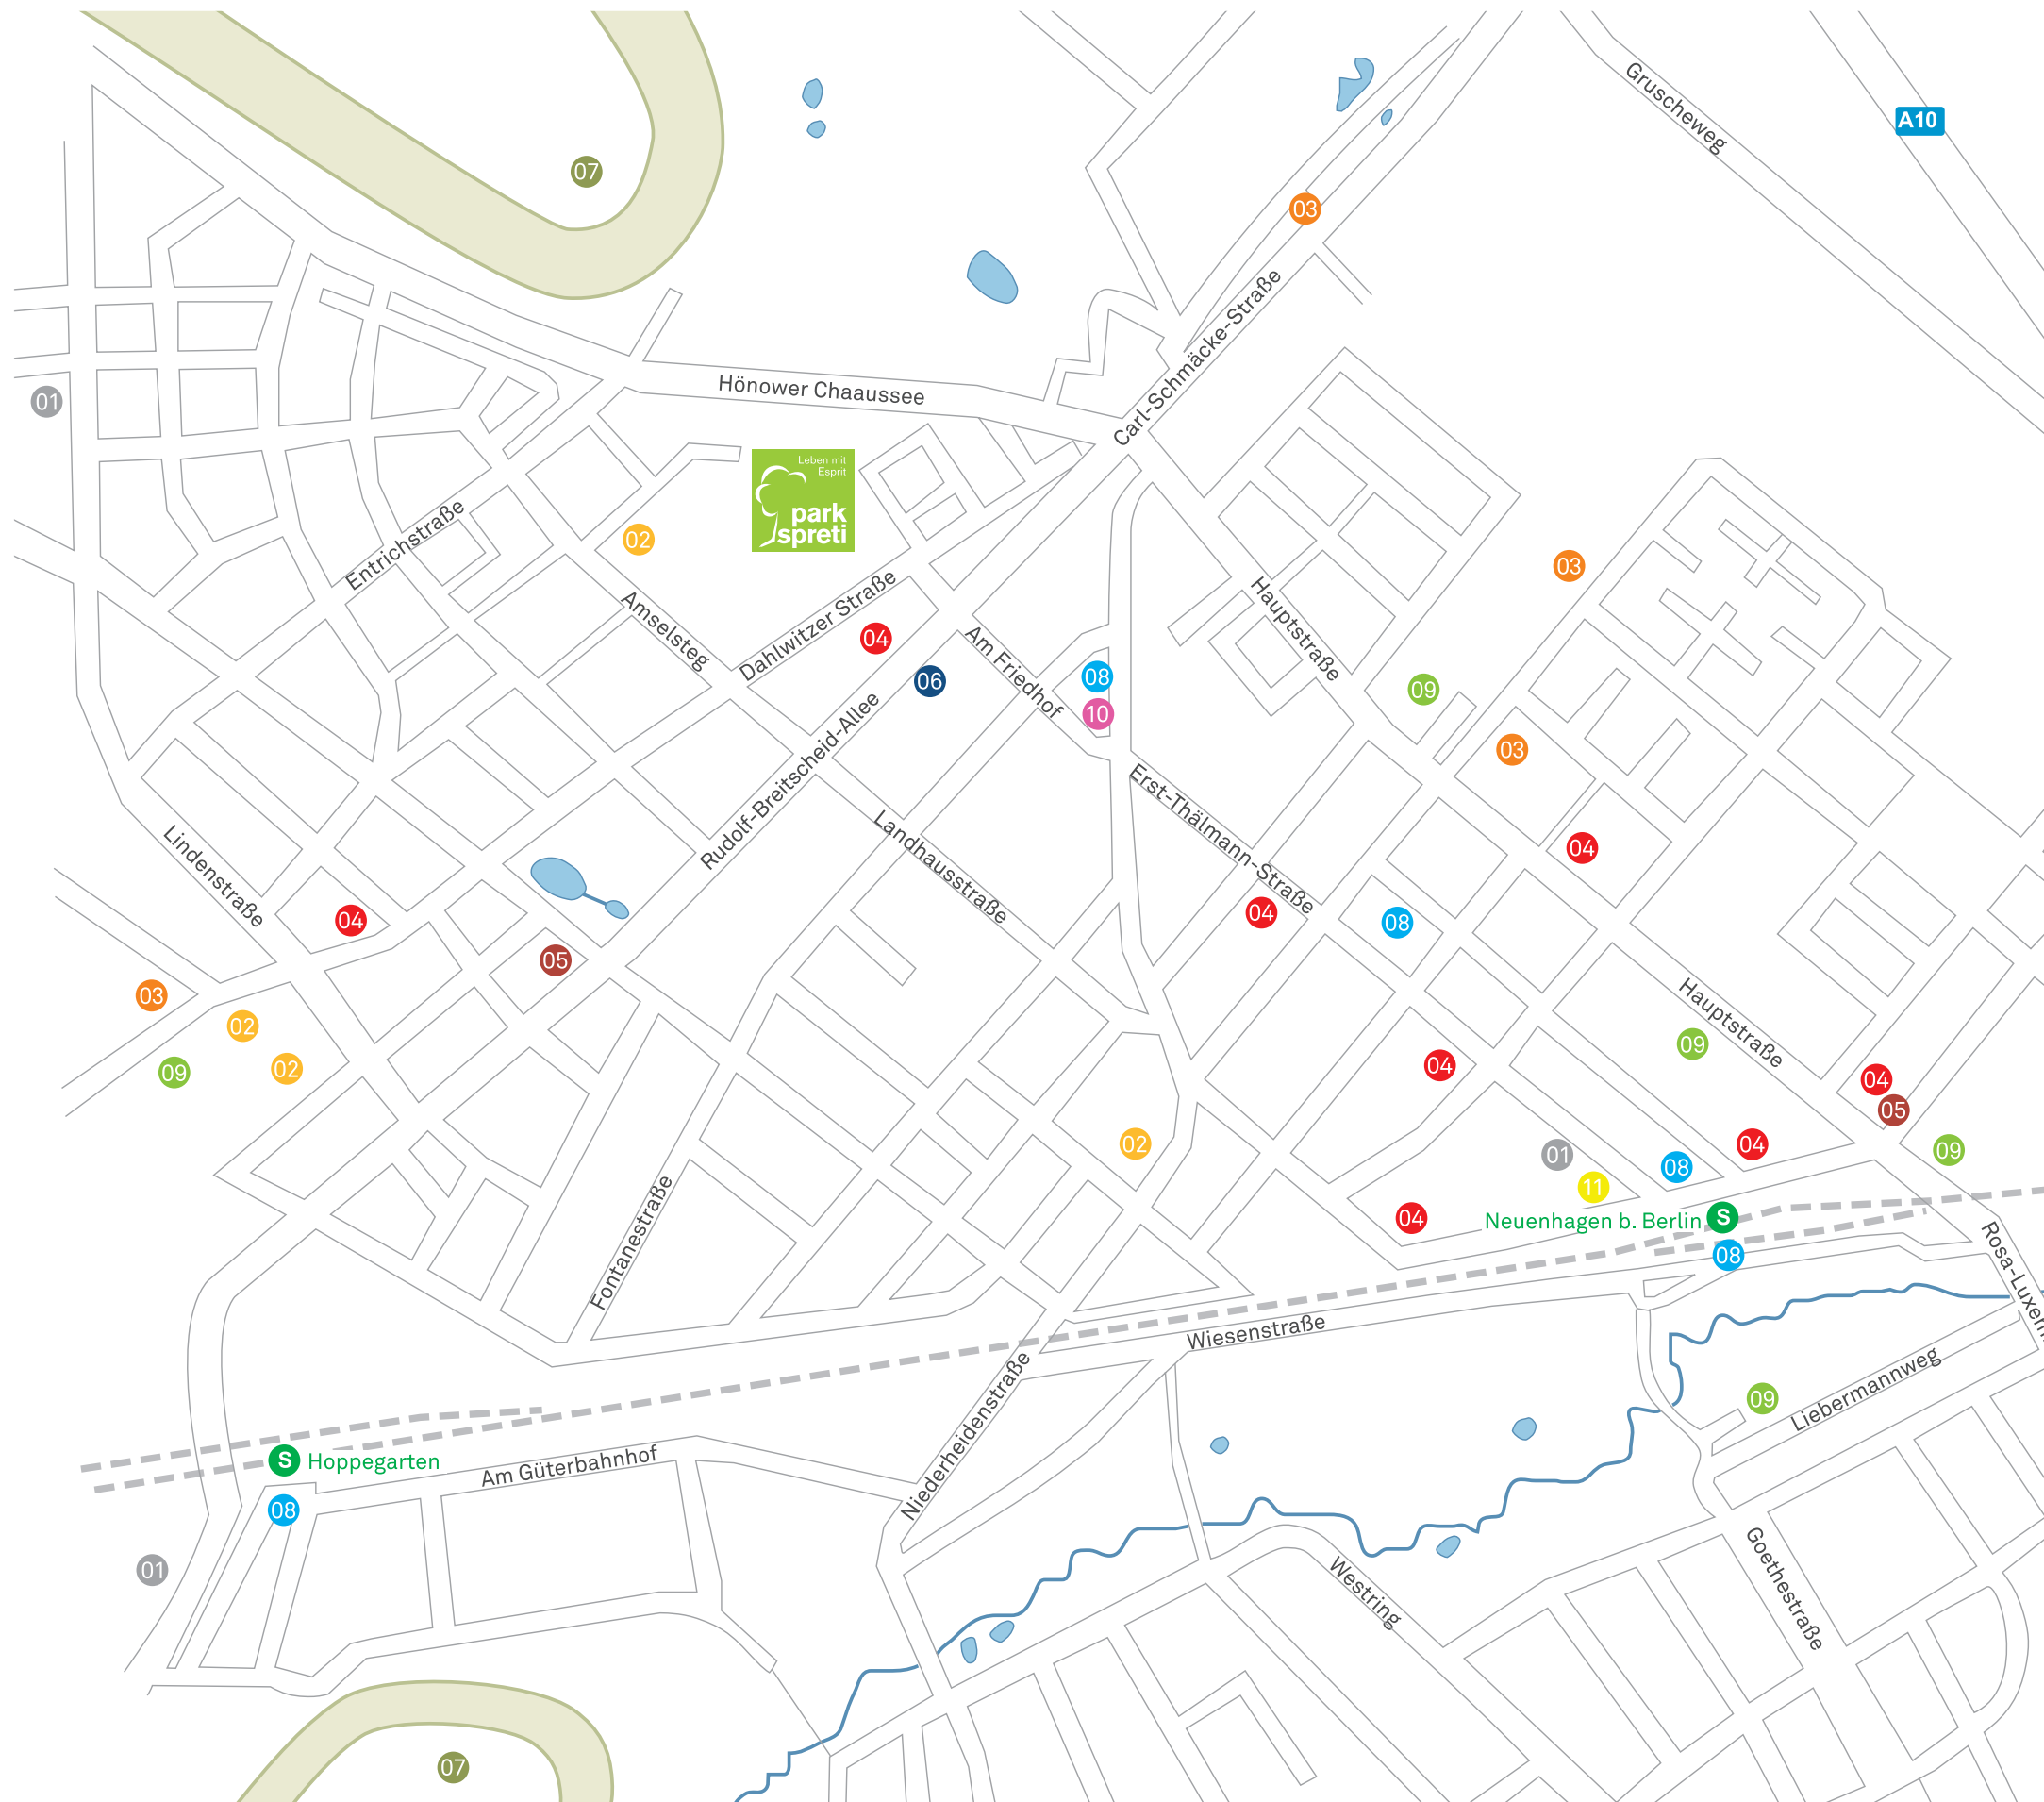 Gruscheweg
A10
07
03
Carl-Schmäcke-Straße
01
Hönower Chaaussee
Leben mit
Esprit
park
spreti
02
Entrichstraße
03
Amselsteg
Dahlwitzer Straße
Hauptstraße
04
Am Friedhof
06
08
09
10
03
Rudolf-Breitscheid-Allee
Erst-Thälmann-Straße
Landhausstraße
04
Lindenstraße
04
04
08
05
03
02
Hauptstraße
09
09
02
04
04
05
02
04
09
01
08
11
04
Neuenhagen b. Berlin
S
08
Fontanestraße
Rosa-Luxem
Wiesenstraße
Niederheidenstraße
Liebermannweg
09
S
Hoppegarten
Am Güterbahnhof
08
01
Westring
Goethestraße
07